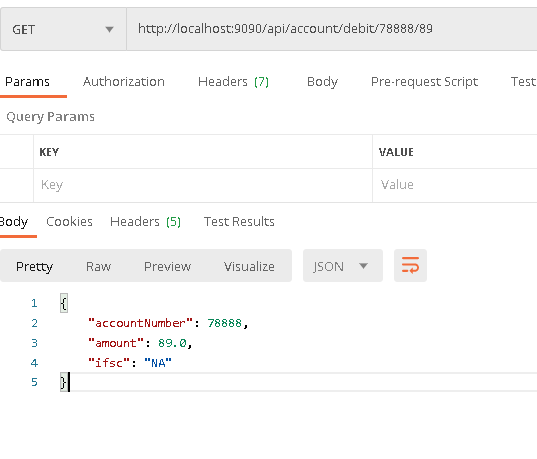 GET http://localhost:9090/api/account/debit/78888/89
Params Authorization Headers (7) Body Pre-request Script Test
Query Params
KEY VALUE
Key Value
Body Cookies Headers (5) Test Results
Pretty Raw Preview Visualize JSON
1 {
2 "accountNumber": 78888,
3 "amount": 89.0,
4 "ifsc": "NA"
5 }